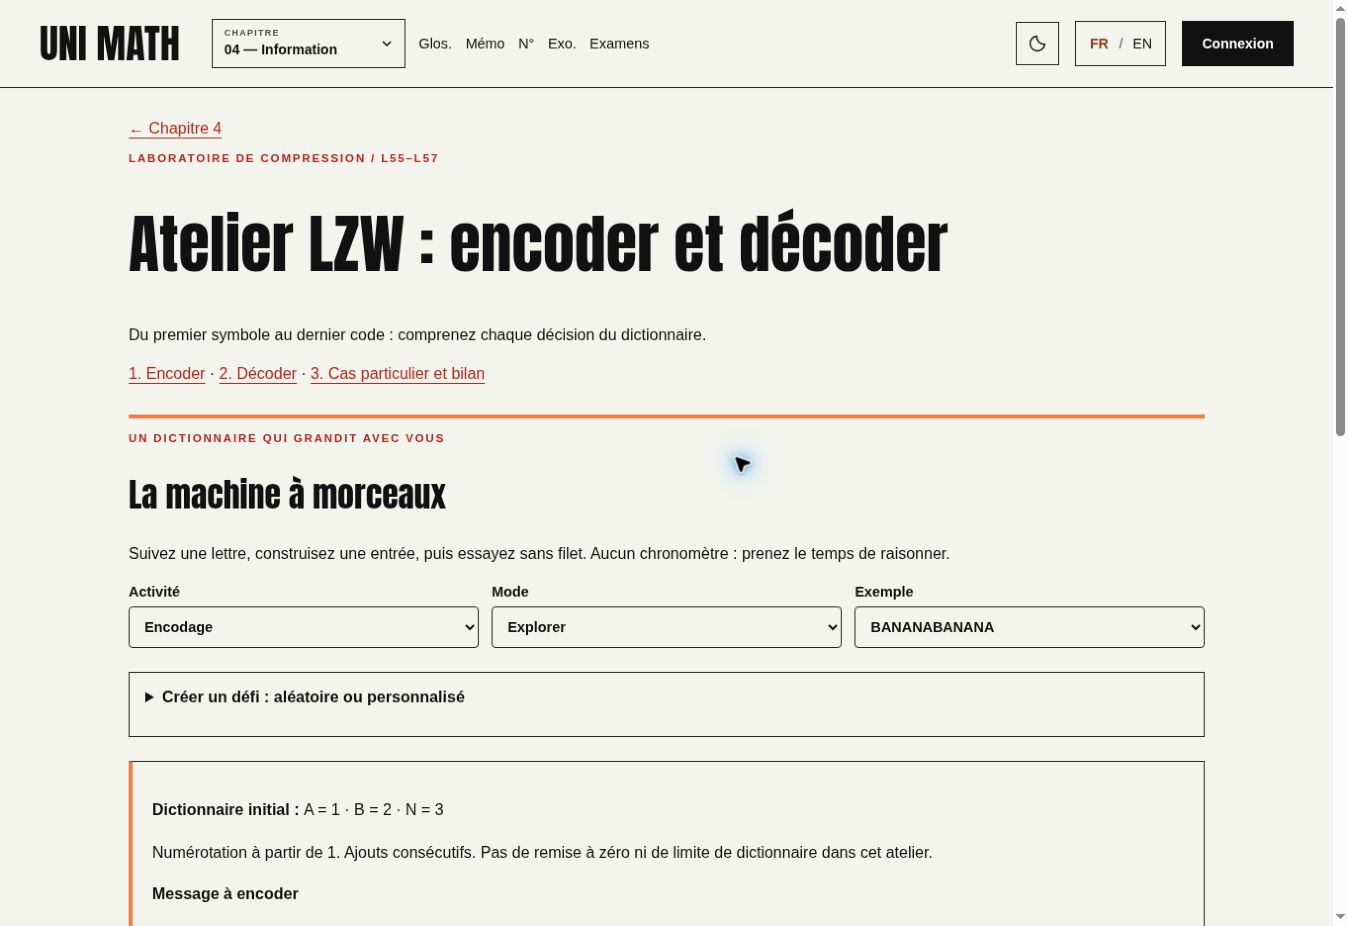 UNI MATH
CHAPITRE
04 — Information
Glos. Mémo N° Exo. Examens
FR / EN
Connexion
← Chapitre 4
LABORATOIRE DE COMPRESSION / L55–L57
Atelier LZW : encoder et décoder
Du premier symbole au dernier code : comprenez chaque décision du dictionnaire.
1. Encoder · 2. Décoder · 3. Cas particulier et bilan
UN DICTIONNAIRE QUI GRANDIT AVEC VOUS
La machine à morceaux
Suivez une lettre, construisez une entrée, puis essayez sans filet. Aucun chronomètre : prenez le temps de raisonner.
Activité Mode Exemple
Encodage Explorer BANANABANANA
Créer un défi : aléatoire ou personnalisé
Dictionnaire initial : A = 1 · B = 2 · N = 3
Numérotation à partir de 1. Ajouts consécutifs. Pas de remise à zéro ni de limite de dictionnaire dans cet atelier.
Message à encoder